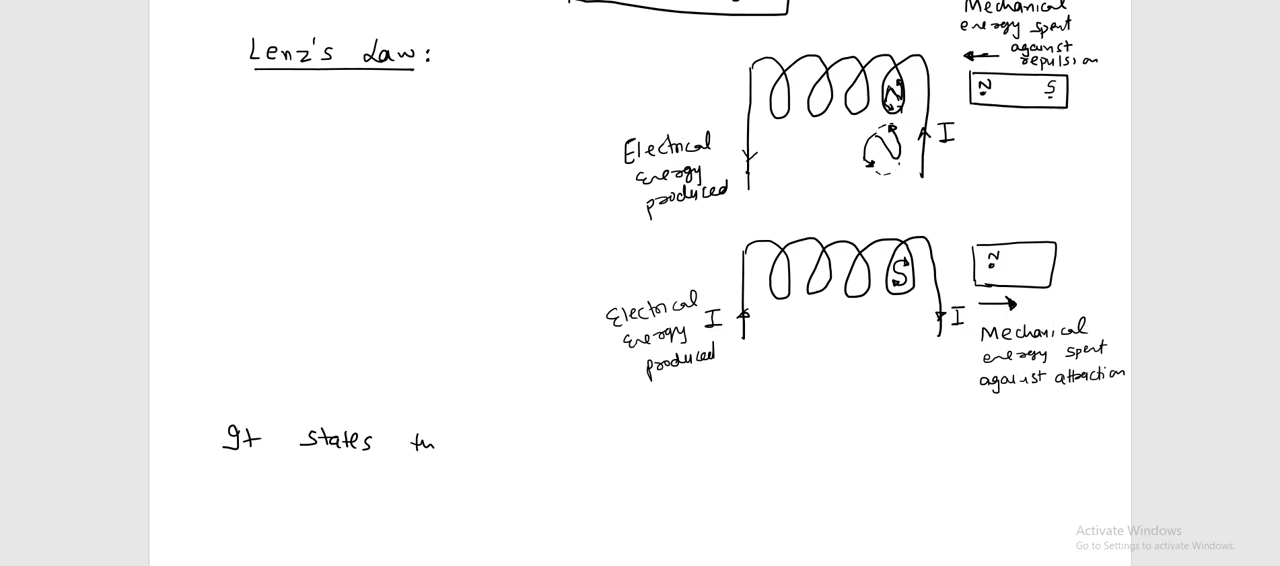 Lenz's Law:
Mechanical
energy spent
against
repulsion
N
S
N
N
I
Electrical
energy
produced
N
S
I
I
Electrical
energy
produced
Mechanical
energy spent
against attraction
It states th
Activate Windows
Go to Settings to activate Windows.